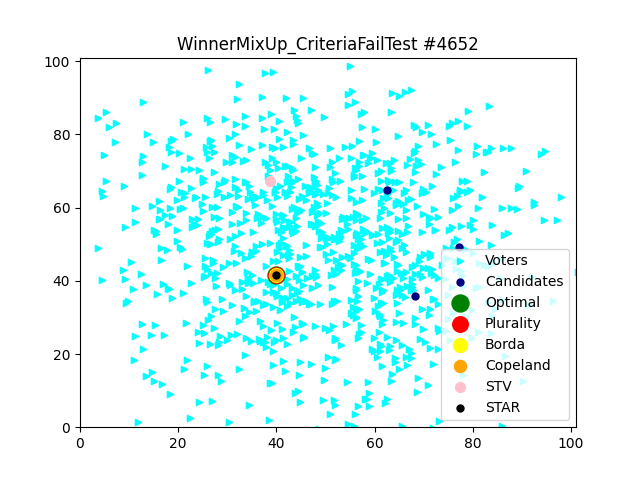 WinnerMixUp_CriteriaFailTest #4652
100
80
60
40
20
0
0 20 40 60 80 100
Voters
Candidates
Optimal
Plurality
Borda
Copeland
STV
STAR